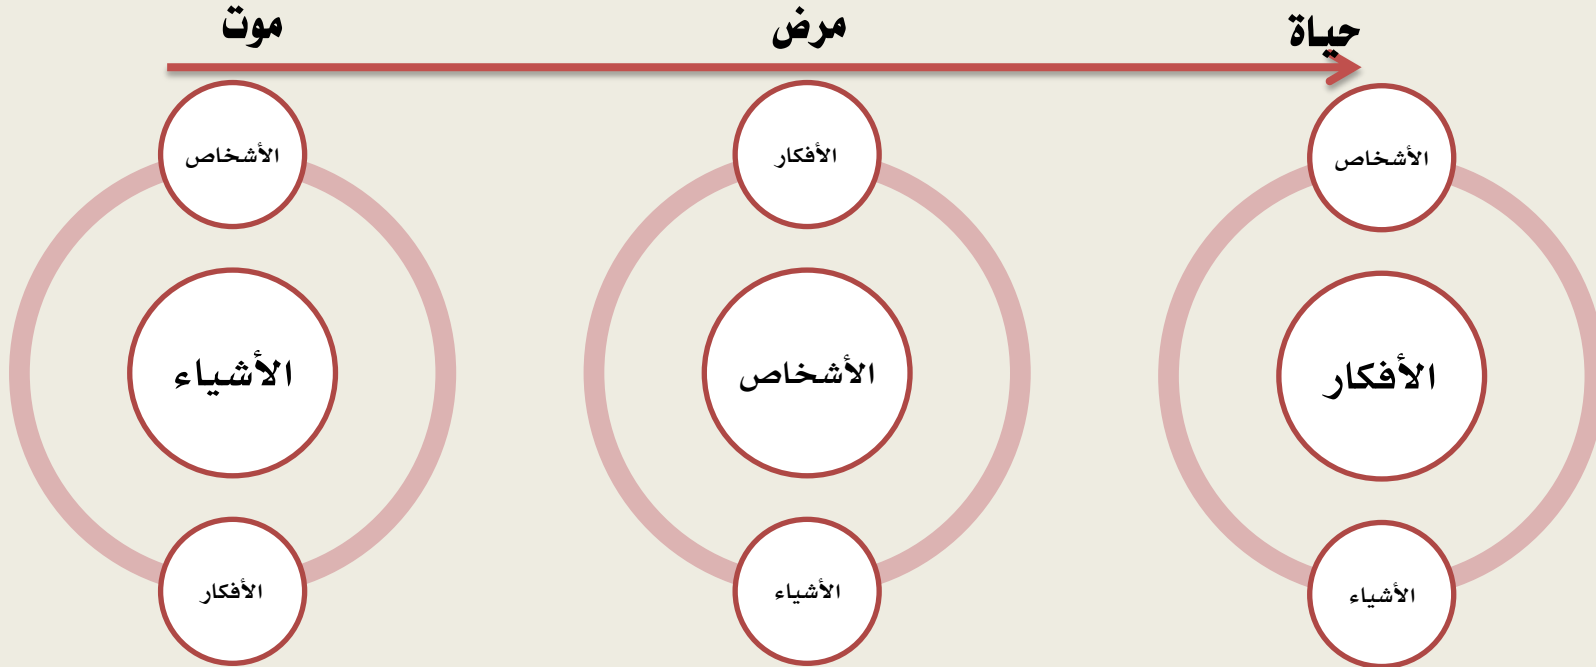 حياة
مرض
موت
الأشخاص
الأفكار
الأشياء
الأفكار
الأشخاص
الأشياء
الأشخاص
الأشياء
الأفكار